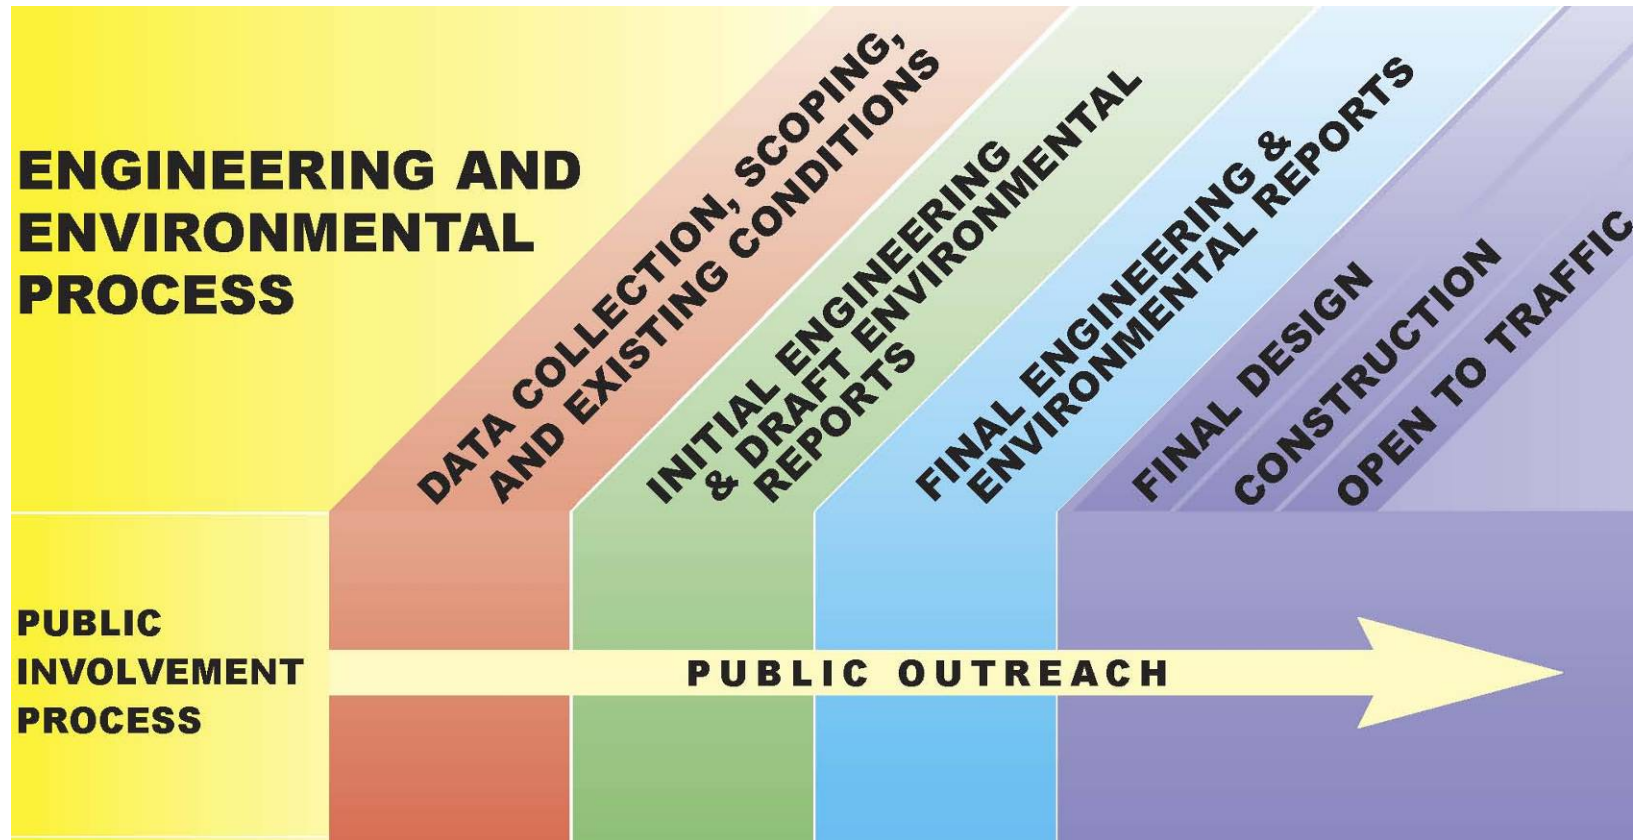 ENGINEERING AND
ENVIRONMENTAL
PROCESS
DATA COLLECTION, SCOPING,
AND EXISTING CONDITIONS
INITIAL ENGINEERING
& DRAFT ENVIRONMENTAL
REPORTS
FINAL ENGINEERING &
ENVIRONMENTAL REPORTS
FINAL DESIGN
CONSTRUCTION
OPEN TO TRAFFIC
PUBLIC
INVOLVEMENT
PROCESS
PUBLIC OUTREACH